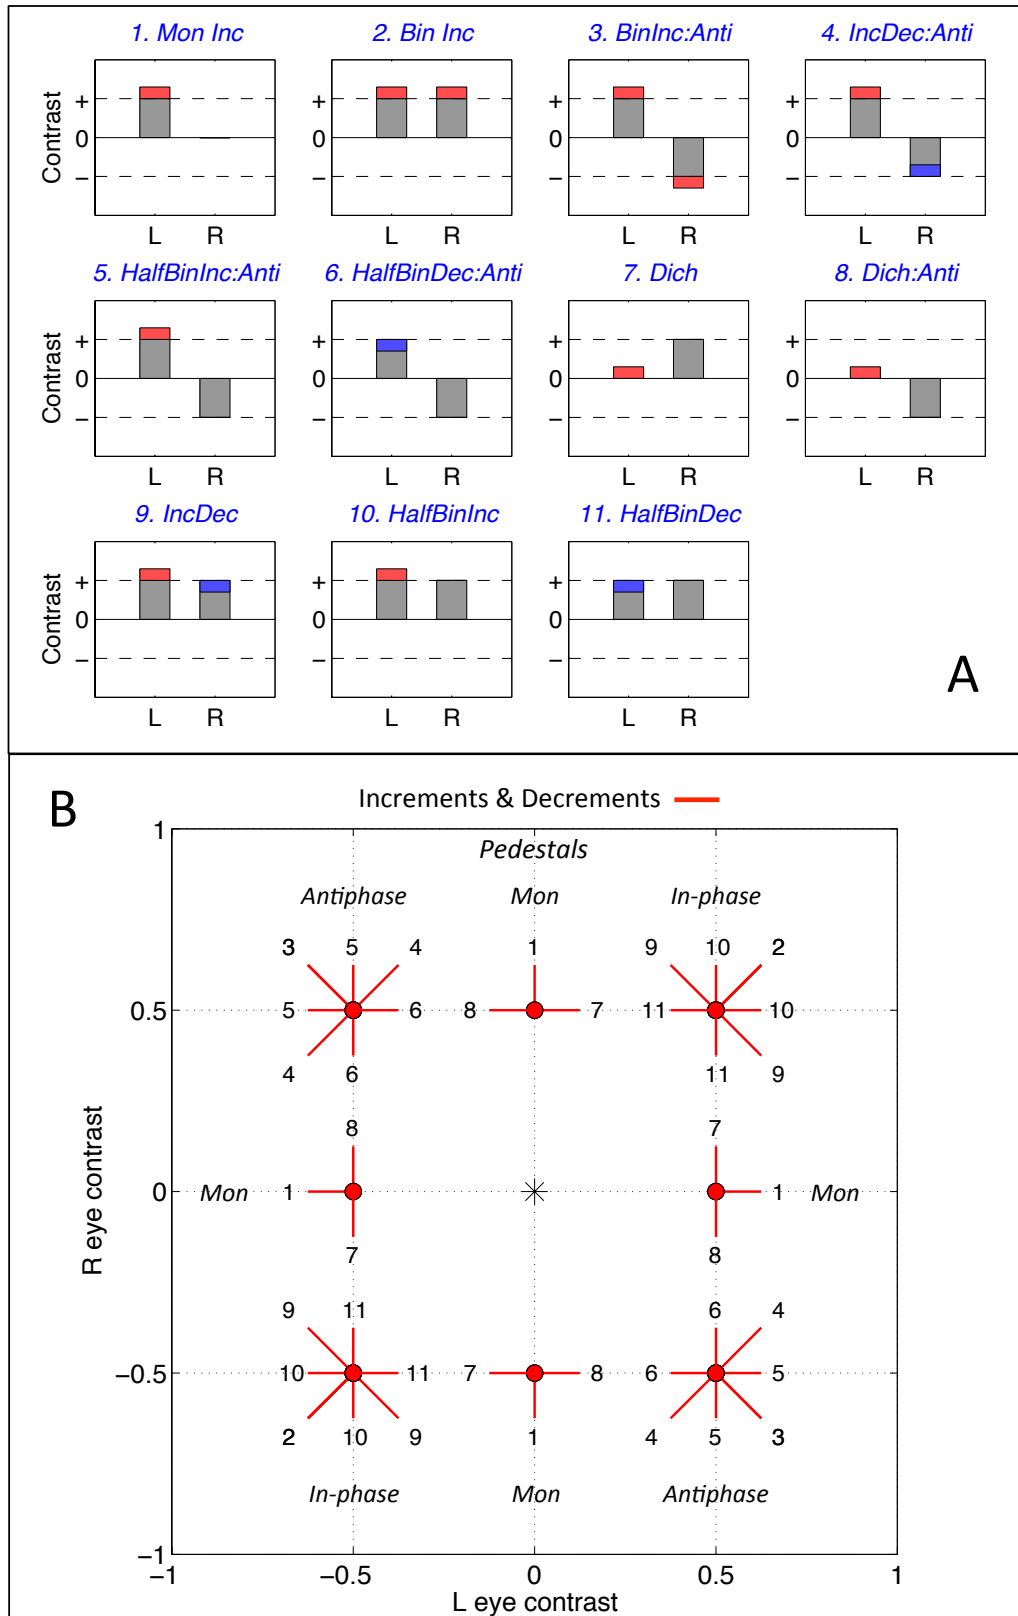 1. Mon Inc 2. Bin Inc 3. BinInc:Anti 4. IncDec:Anti
Contrast + 0 −
L R L R L R L R
5. HalfBinInc:Anti 6. HalfBinDec:Anti 7. Dich 8. Dich:Anti
Contrast + 0 −
L R L R L R L R
9. IncDec 10. HalfBinInc 11. HalfBinDec
Contrast + 0 −
L R L R L R
A
B
Increments & Decrements
1
Pedestals
Antiphase Mon In-phase
3 5 4 1 9 10 2
0.5 5 6 8 7 11 10
4 6 11 9
8 7
R eye contrast
0 Mon 1 1 Mon
7 8
9 11 6 4
−0.5 10 11 7 8 6 5
2 10 9 1 4 5 3
In-phase Mon Antiphase
−1
−1 −0.5 0 0.5 1
L eye contrast